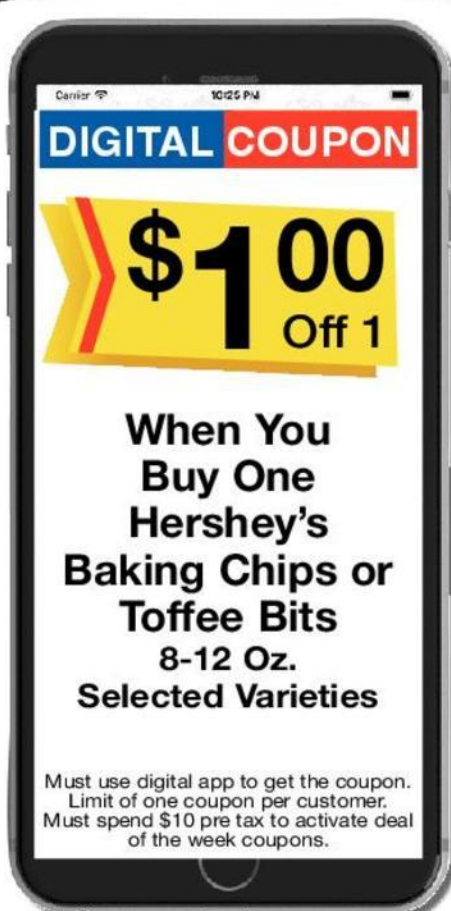 Carrier 10:25 PM
DIGITAL COUPON
$1 00
Off 1
When You
Buy One
Hershey's
Baking Chips or
Toffee Bits
8-12 Oz.
Selected Varieties
Must use digital app to get the coupon.
Limit of one coupon per customer.
Must spend $10 pre tax to activate deal
of the week coupons.